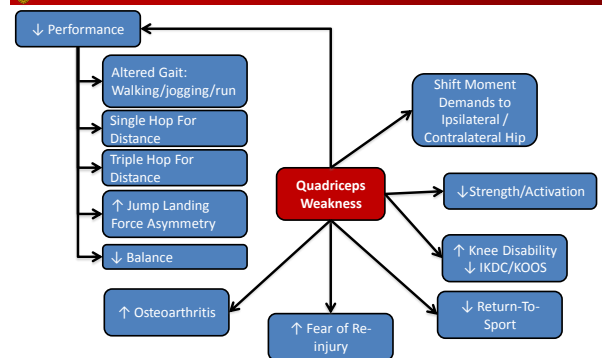 ↓ Performance
Altered Gait:
Walking/jogging/run
Single Hop For
Distance
Triple Hop For
Distance
↑ Jump Landing
Force Asymmetry
↓ Balance
Shift Moment
Demands to
Ipsilateral /
Contralateral Hip
Quadriceps
Weakness
↓Strength/Activation
↑ Knee Disability
↓ IKDC/KOOS
↓ Return-To-
Sport
↑ Fear of Re-
injury
↑ Osteoarthritis